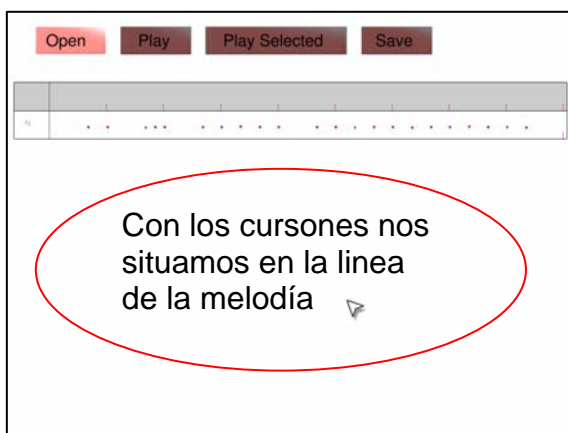 Open Play Play Selected Save
Con los cursones nos
situamos en la linea
de la melodía